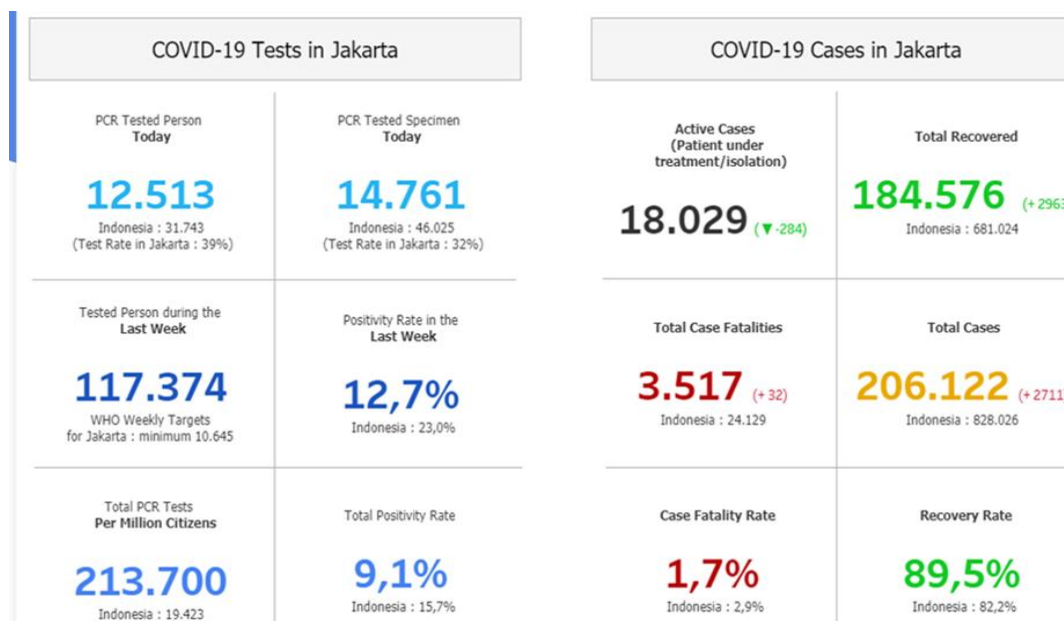 COVID-19 Tests in Jakarta
PCR Tested Person
Today
12.513
Indonesia : 31.743
(Test Rate in Jakarta : 39%)
PCR Tested Specimen
Today
14.761
Indonesia : 46.025
(Test Rate in Jakarta : 32%)
Tested Person during the
Last Week
117.374
WHO Weekly Targets
for Jakarta : minimum 10.645
Positivity Rate in the
Last Week
12,7%
Indonesia : 23,0%
Total PCR Tests
Per Million Citizens
213.700
Indonesia : 19.423
Total Positivity Rate
9,1%
Indonesia : 15,7%
COVID-19 Cases in Jakarta
Active Cases
(Patient under
treatment/isolation)
18.029 (▼-284)
Total Recovered
184.576 (+ 2963
Indonesia : 681.024
Total Case Fatalities
3.517 (+ 32)
Indonesia : 24.129
Total Cases
206.122 (+ 2711
Indonesia : 828.026
Case Fatality Rate
1,7%
Indonesia : 2,9%
Recovery Rate
89,5%
Indonesia : 82,2%